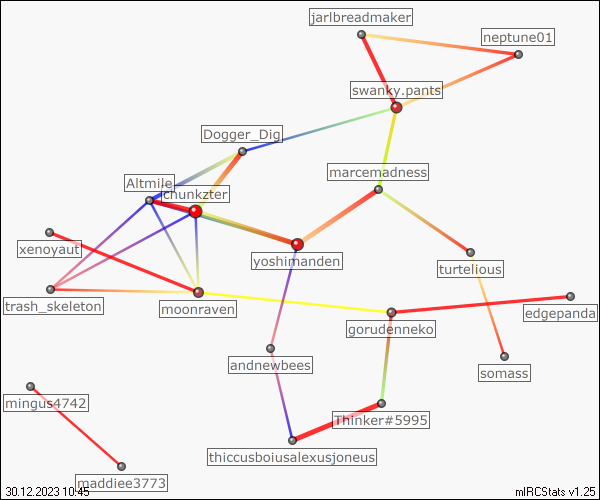 jarlbreadmaker
neptune01
swanky.pants
Dogger_Dig
marcemadness
Altmile
chunkzter
xenoyaut
yoshimanden
turtelious
trash_skeleton
moonraven
edgepanda
gorudenneko
andnewbees
somass
mingus4742
Thinker#5995
thiccusboiusalexusjoneus
maddiee3773
30.12.2023 10:45
mIRCStats v1.25